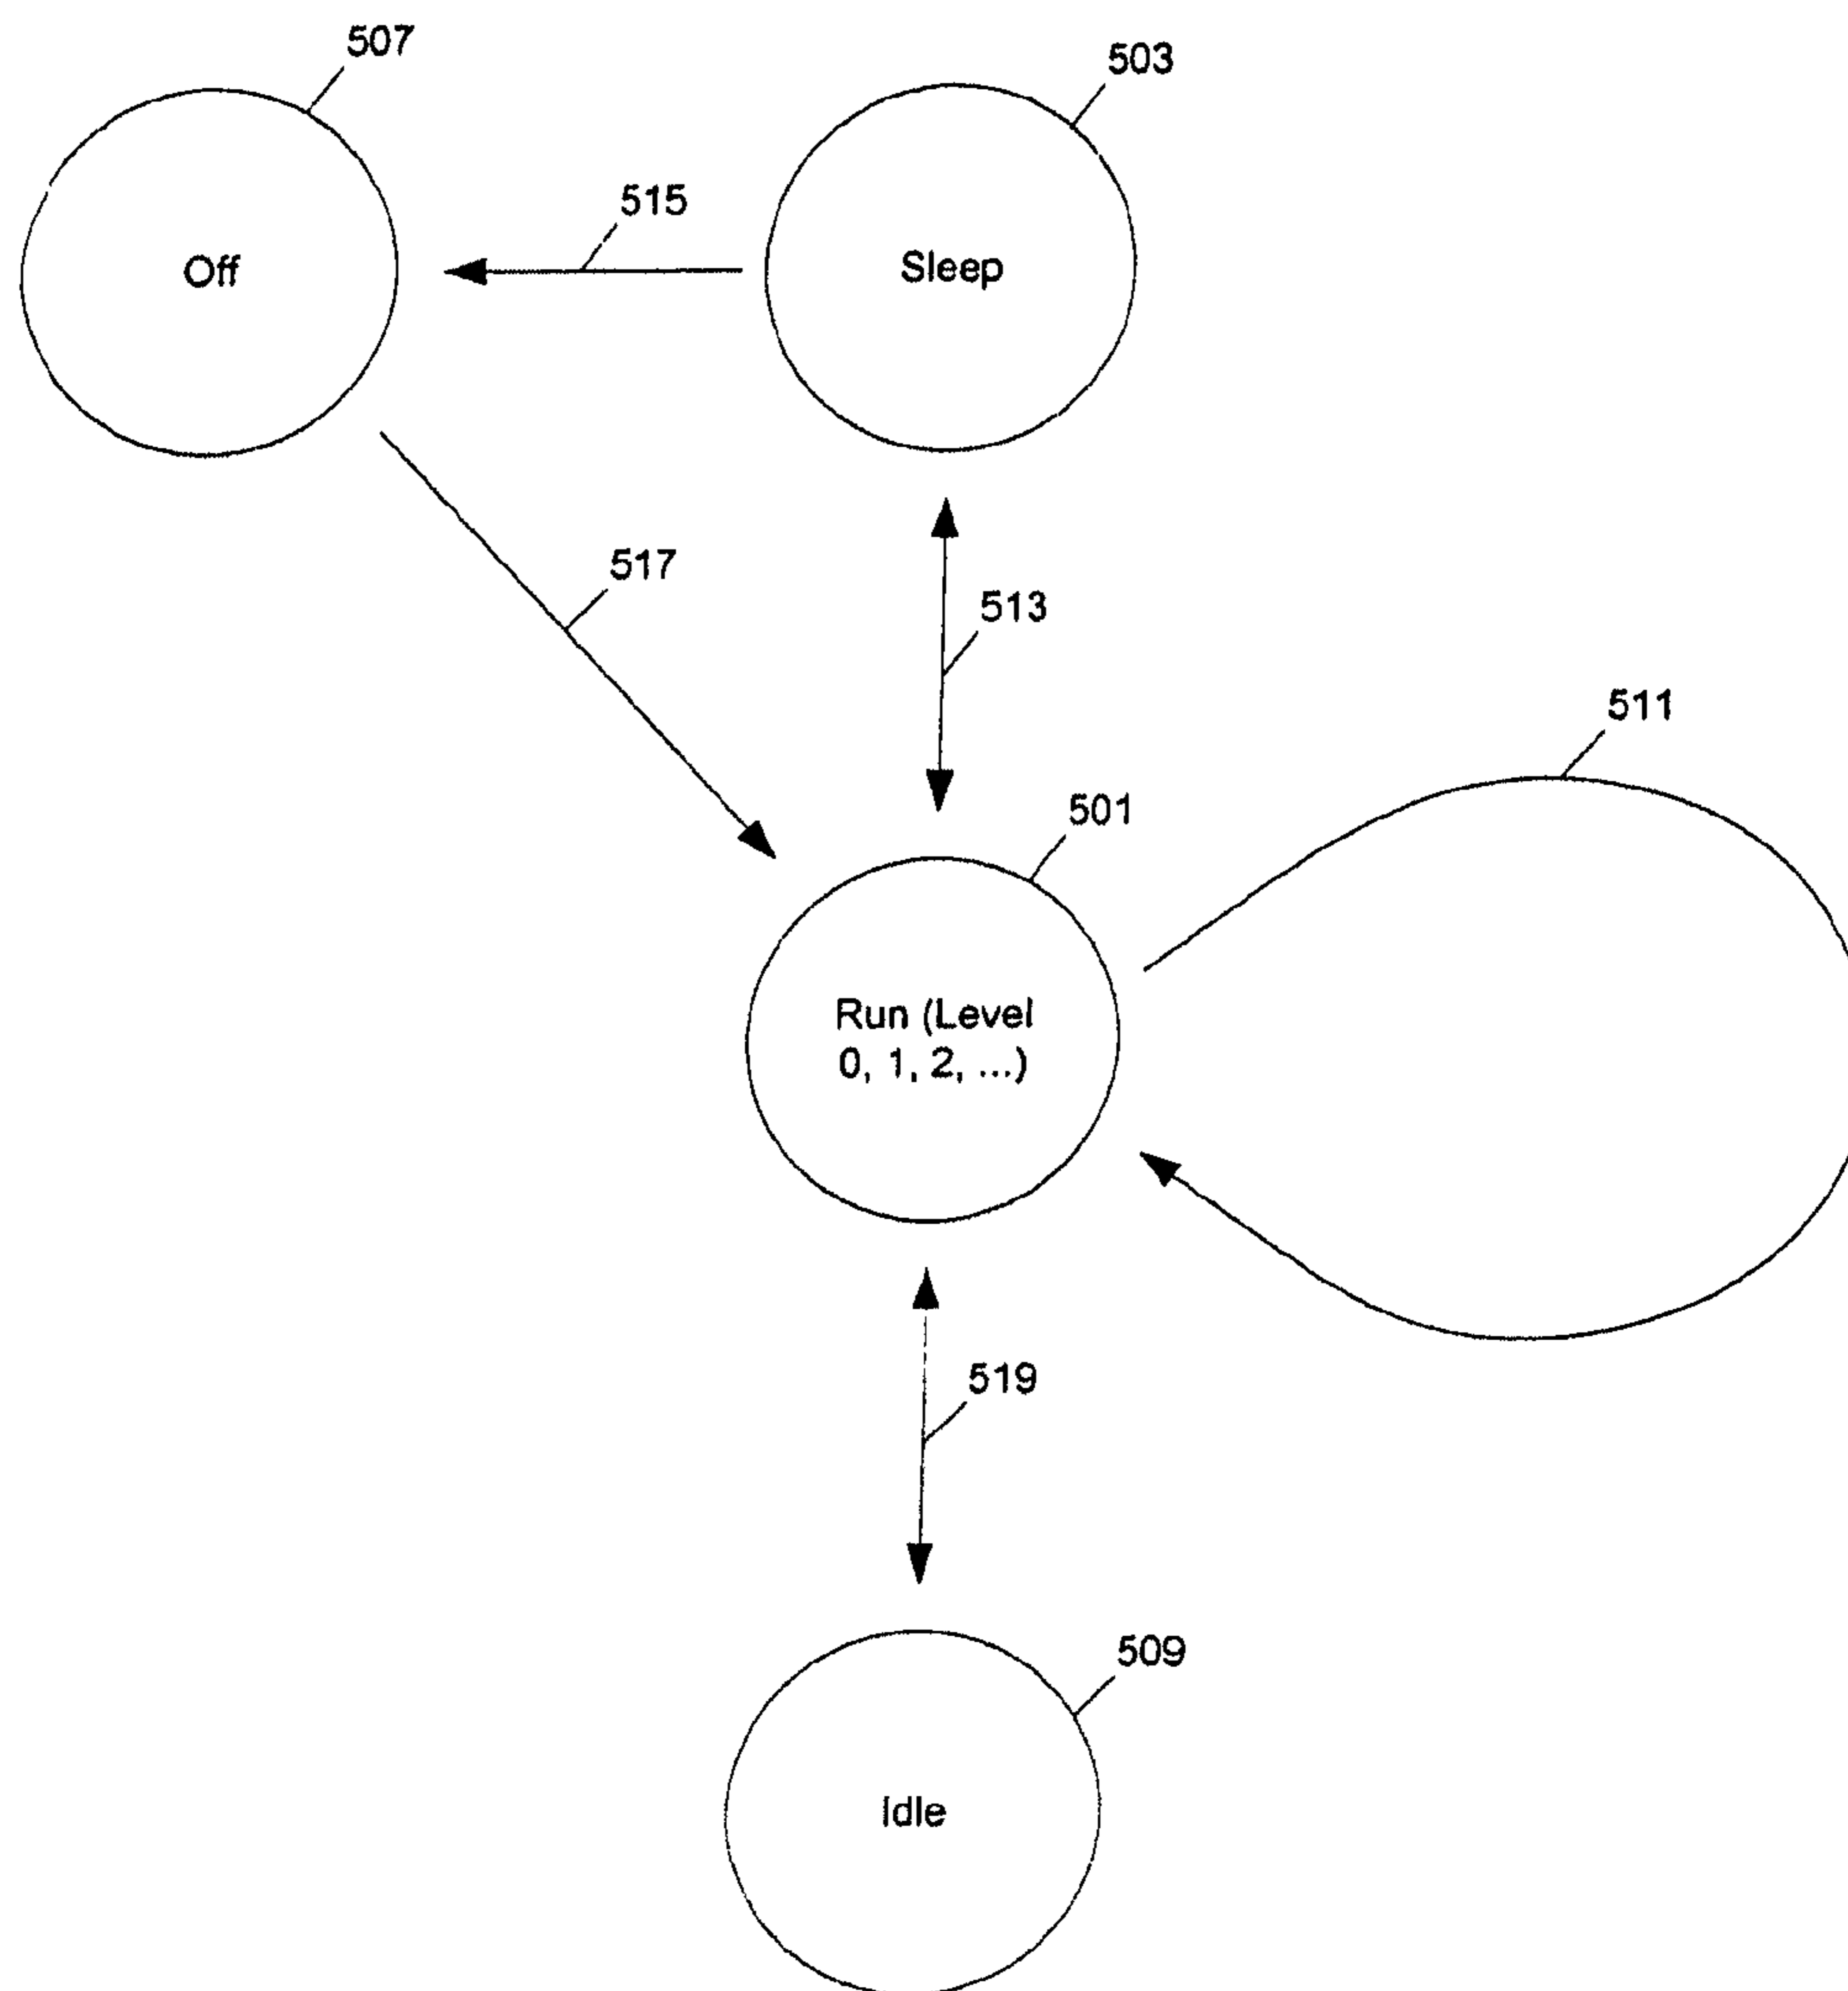 507
503
515
Off
Sleep
517
513
511
501
Run (Level
0, 1, 2, ...)
519
509
Idle